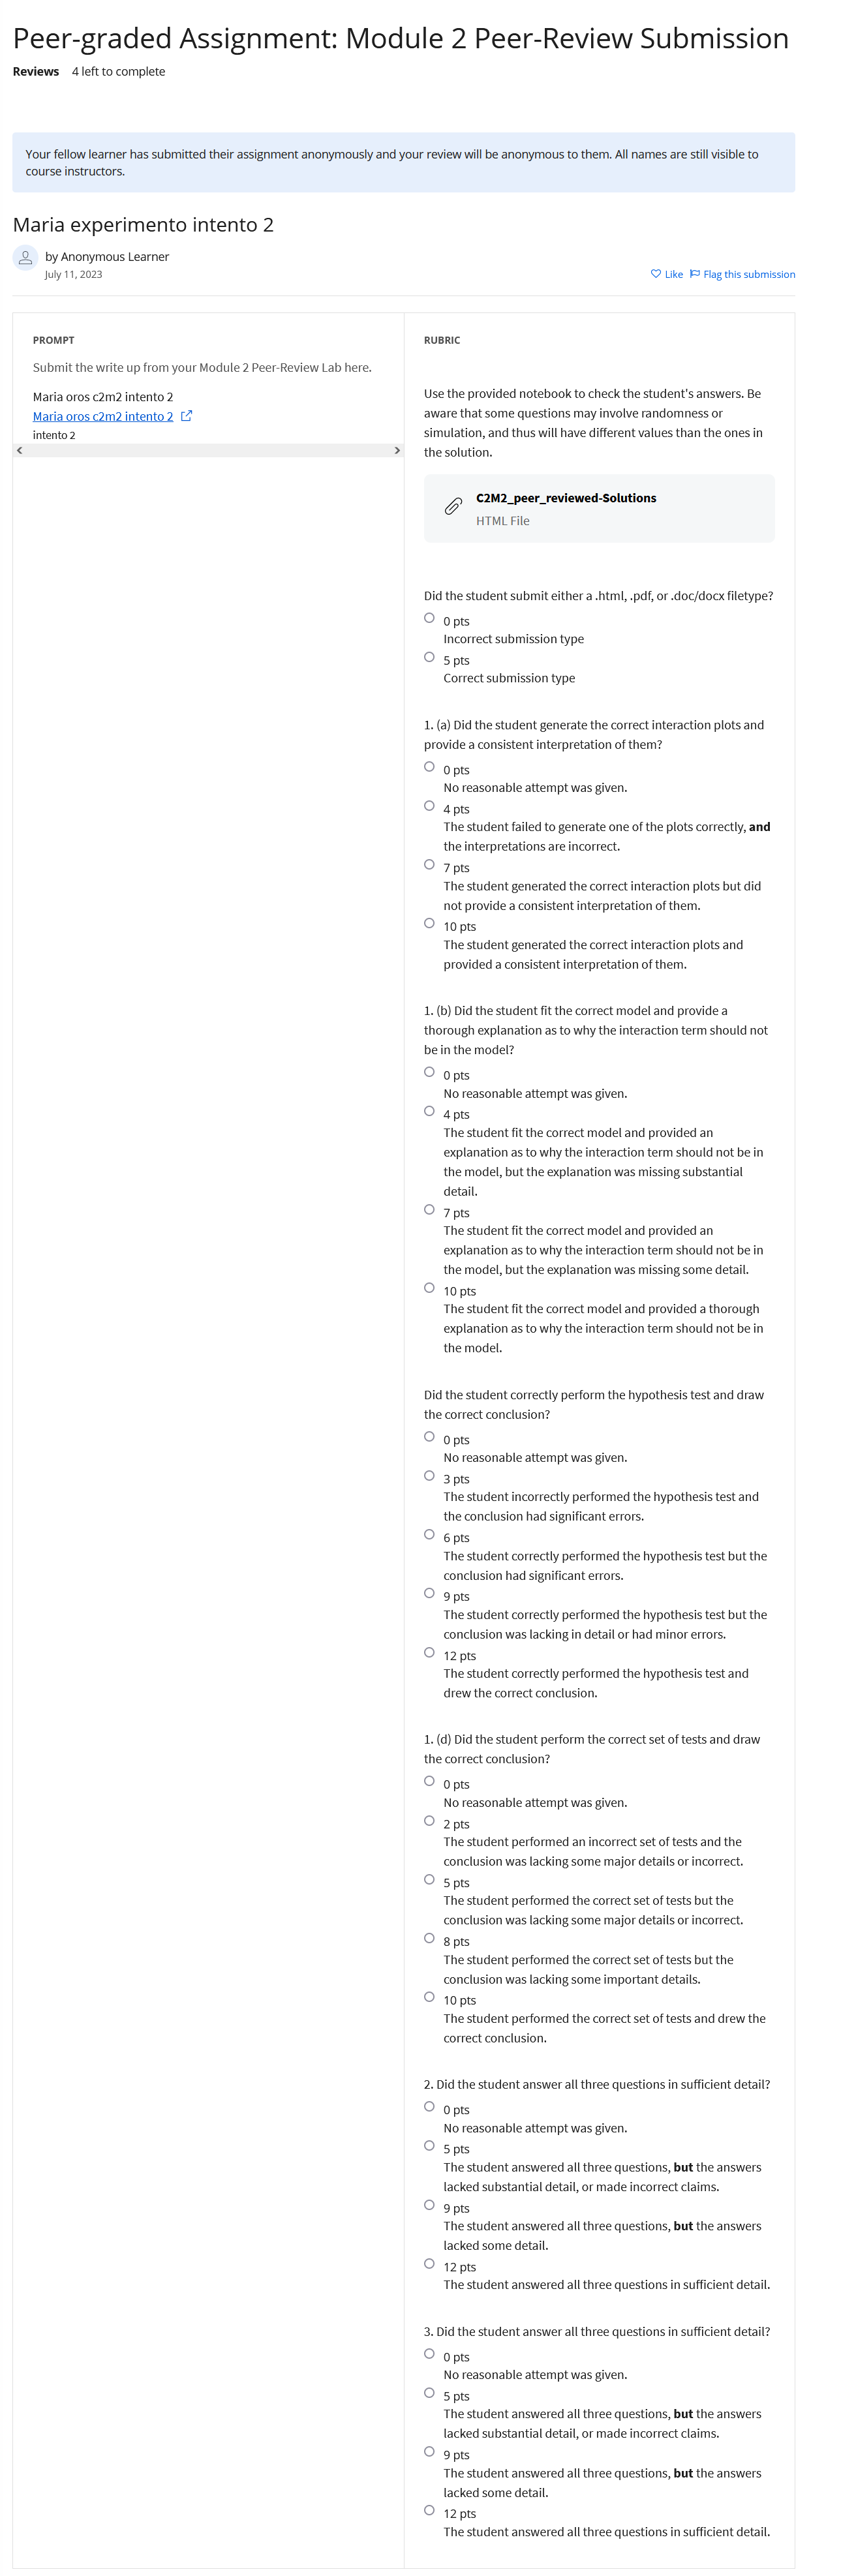 Peer-graded Assignment: Module 2 Peer-Review Submission
Reviews 4 left to complete
Your fellow learner has submitted their assignment anonymously and your review will be anonymous to them. All names are still visible to
course instructors.
Maria experimento intento 2
by Anonymous Learner
July 11, 2023
Like Flag this submission
PROMPT
Submit the write up from your Module 2 Peer-Review Lab here.
Maria oros c2m2 intento 2
Maria oros c2m2 intento 2
intento 2
RUBRIC
Use the provided notebook to check the student's answers. Be
aware that some questions may involve randomness or
simulation, and thus will have different values than the ones in
the solution.
C2M2_peer_reviewed-Solutions
HTML File
Did the student submit either a .html, .pdf, or .doc/docx filetype?
0 pts
Incorrect submission type
5 pts
Correct submission type
1. (a) Did the student generate the correct interaction plots and
provide a consistent interpretation of them?
0 pts
No reasonable attempt was given.
4 pts
The student failed to generate one of the plots correctly, and
the interpretations are incorrect.
7 pts
The student generated the correct interaction plots but did
not provide a consistent interpretation of them.
10 pts
The student generated the correct interaction plots and
provided a consistent interpretation of them.
1. (b) Did the student fit the correct model and provide a
thorough explanation as to why the interaction term should not
be in the model?
0 pts
No reasonable attempt was given.
4 pts
The student fit the correct model and provided an
explanation as to why the interaction term should not be in
the model, but the explanation was missing substantial
detail.
7 pts
The student fit the correct model and provided an
explanation as to why the interaction term should not be in
the model, but the explanation was missing some detail.
10 pts
The student fit the correct model and provided a thorough
explanation as to why the interaction term should not be in
the model.
Did the student correctly perform the hypothesis test and draw
the correct conclusion?
0 pts
No reasonable attempt was given.
3 pts
The student incorrectly performed the hypothesis test and
the conclusion had significant errors.
6 pts
The student correctly performed the hypothesis test but the
conclusion had significant errors.
9 pts
The student correctly performed the hypothesis test but the
conclusion was lacking in detail or had minor errors.
12 pts
The student correctly performed the hypothesis test and
drew the correct conclusion.
1. (d) Did the student perform the correct set of tests and draw
the correct conclusion?
0 pts
No reasonable attempt was given.
2 pts
The student performed an incorrect set of tests and the
conclusion was lacking some major details or incorrect.
5 pts
The student performed the correct set of tests but the
conclusion was lacking some major details or incorrect.
8 pts
The student performed the correct set of tests but the
conclusion was lacking some important details.
10 pts
The student performed the correct set of tests and drew the
correct conclusion.
2. Did the student answer all three questions in sufficient detail?
0 pts
No reasonable attempt was given.
5 pts
The student answered all three questions, but the answers
lacked substantial detail, or made incorrect claims.
9 pts
The student answered all three questions, but the answers
lacked some detail.
12 pts
The student answered all three questions in sufficient detail.
3. Did the student answer all three questions in sufficient detail?
0 pts
No reasonable attempt was given.
5 pts
The student answered all three questions, but the answers
lacked substantial detail, or made incorrect claims.
9 pts
The student answered all three questions, but the answers
lacked some detail.
12 pts
The student answered all three questions in sufficient detail.